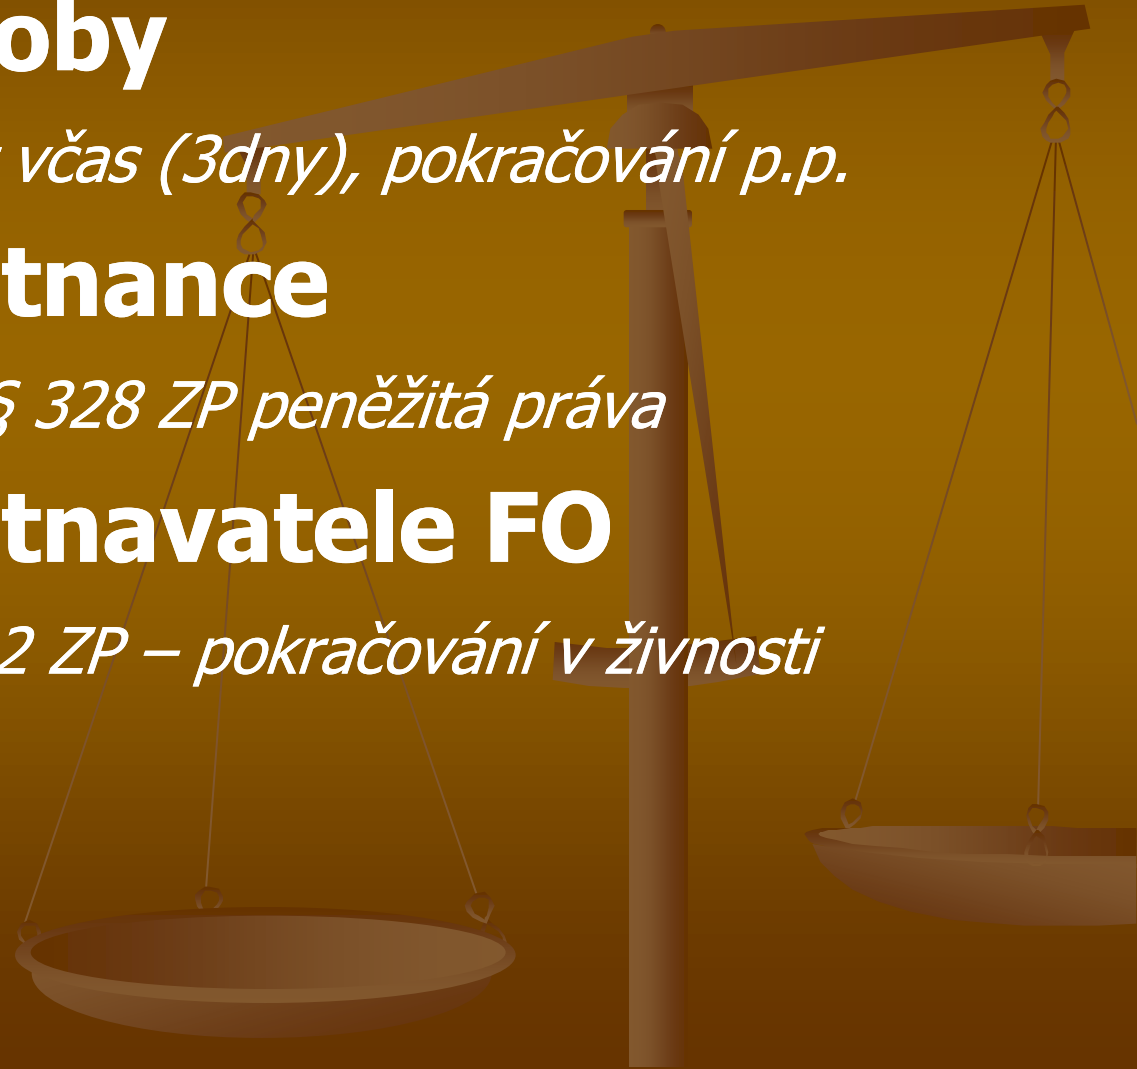 oby
včas (3dny), pokračování p.p.
tnance
§ 328 ZP peněžitá práva
tnavatele FO
2 ZP – pokračování v živnosti